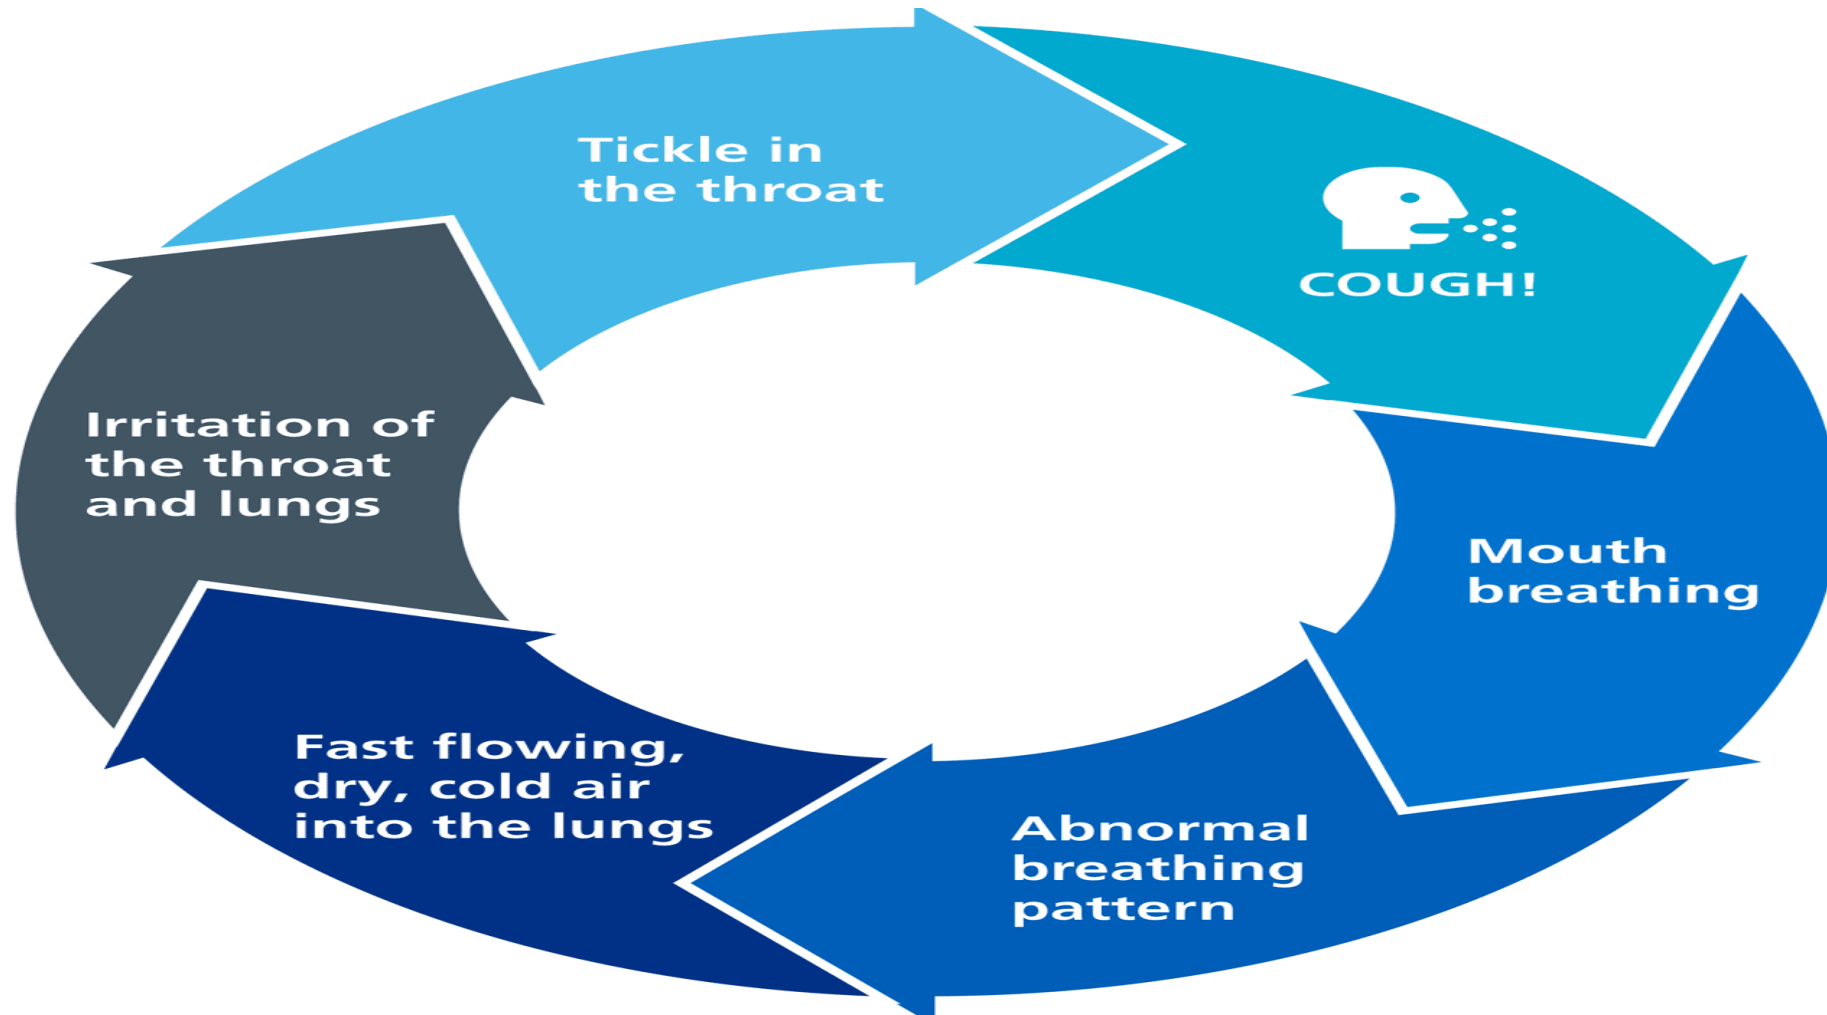 Tickle in
the throat
COUGH!
Mouth
breathing
Abnormal
breathing
pattern
Fast flowing,
dry, cold air
into the lungs
Irritation of
the throat
and lungs